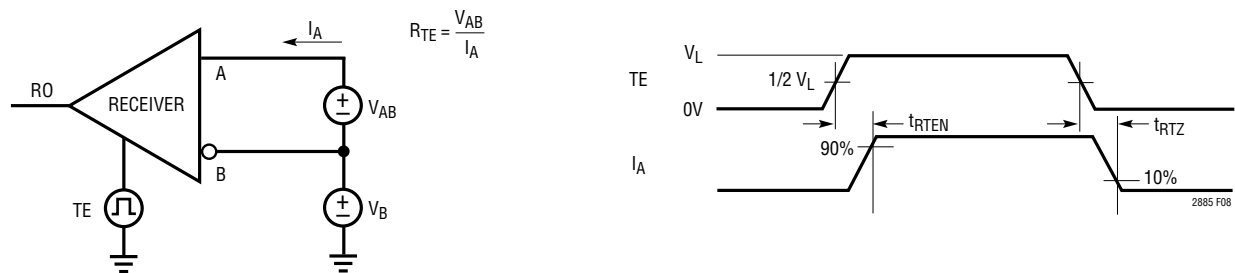 I_A
R_TE = V_AB / I_A
A
RO
RECEIVER
V_AB
B
TE
V_B
V_L
TE
1/2 V_L
0V
t_RTEN
t_RTZ
90%
I_A
10%
2885 F08